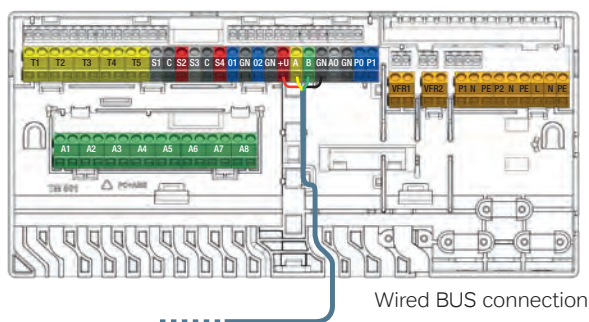 T1 T2 T3 T4 T5 S1 C S2 S3 C S4 01 GN 02 GN +U A B GN A0 GN P0 P1
VFR1 VFR2 P1 N PE P2 N PE L N PE
A1 A2 A3 A4 A5 A6 A7 A8
Wired BUS connection